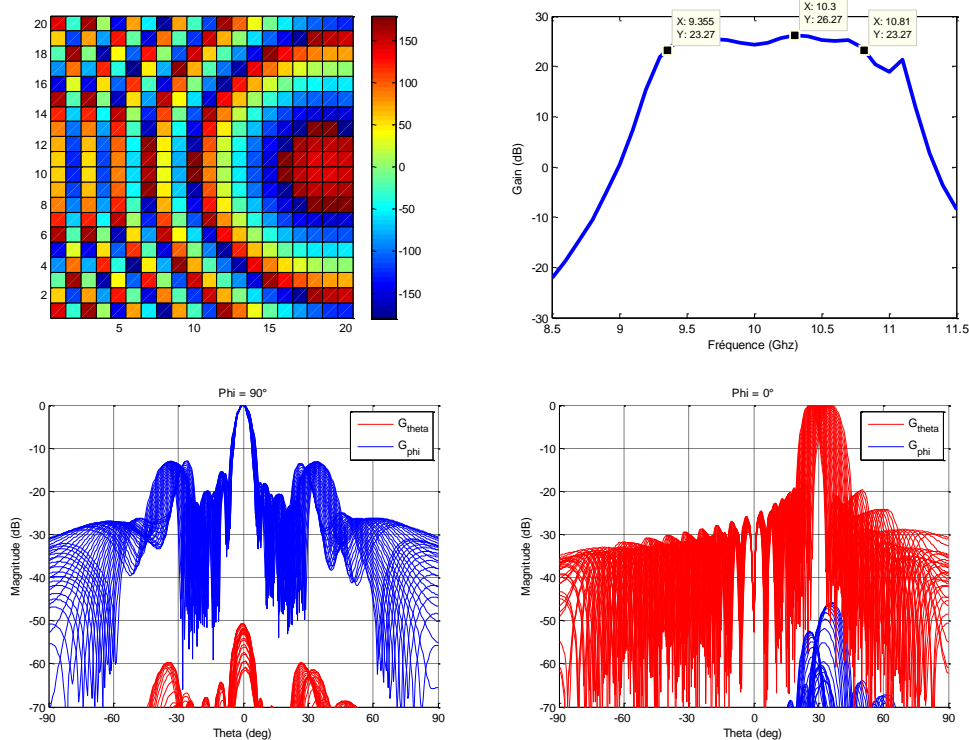 20
18
16
14
12
10
8
6
4
2
5 10 15 20
150
100
50
0
-50
-100
-150
X: 9.355
Y: 23.27
X: 10.3
Y: 26.27
X: 10.81
Y: 23.27
30
20
10
0
-10
-20
-30
Gain (dB)
8.5 9 9.5 10 10.5 11 11.5
Fréquence (Ghz)
Phi = 90°
0
-10
-20
-30
-40
-50
-60
-70
Magnitude (dB)
-90 -60 -30 0 30 60 90
Theta (deg)
Gtheta
Gphi
Phi = 0°
0
-10
-20
-30
-40
-50
-60
-70
Magnitude (dB)
-90 -60 -30 0 30 60 90
Theta (deg)
Gtheta
Gphi